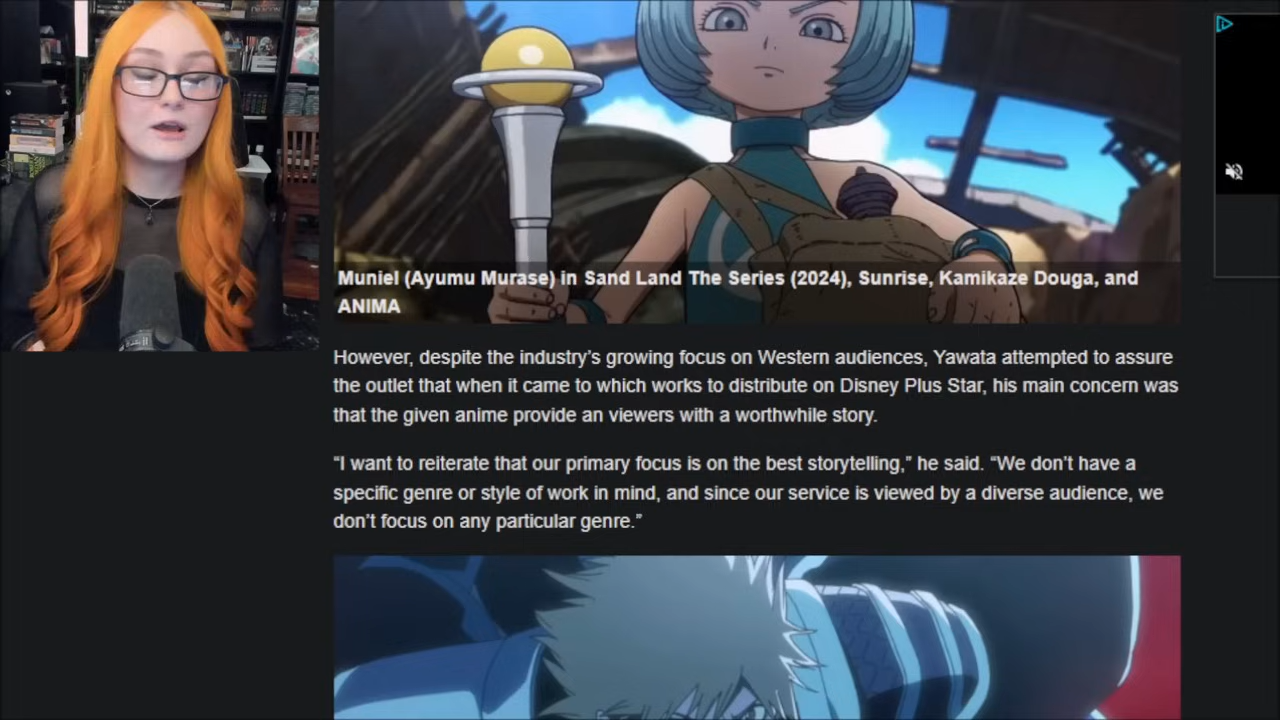 Muniel (Ayumu Murase) in Sand Land The Series (2024), Sunrise, Kamikaze Douga, and
ANIMA
However, despite the industry’s growing focus on Western audiences, Yawata attempted to assure
the outlet that when it came to which works to distribute on Disney Plus Star, his main concern was
that the given anime provide an viewers with a worthwhile story.
“I want to reiterate that our primary focus is on the best storytelling,” he said. “We don’t have a
specific genre or style of work in mind, and since our service is viewed by a diverse audience, we
don’t focus on any particular genre.”